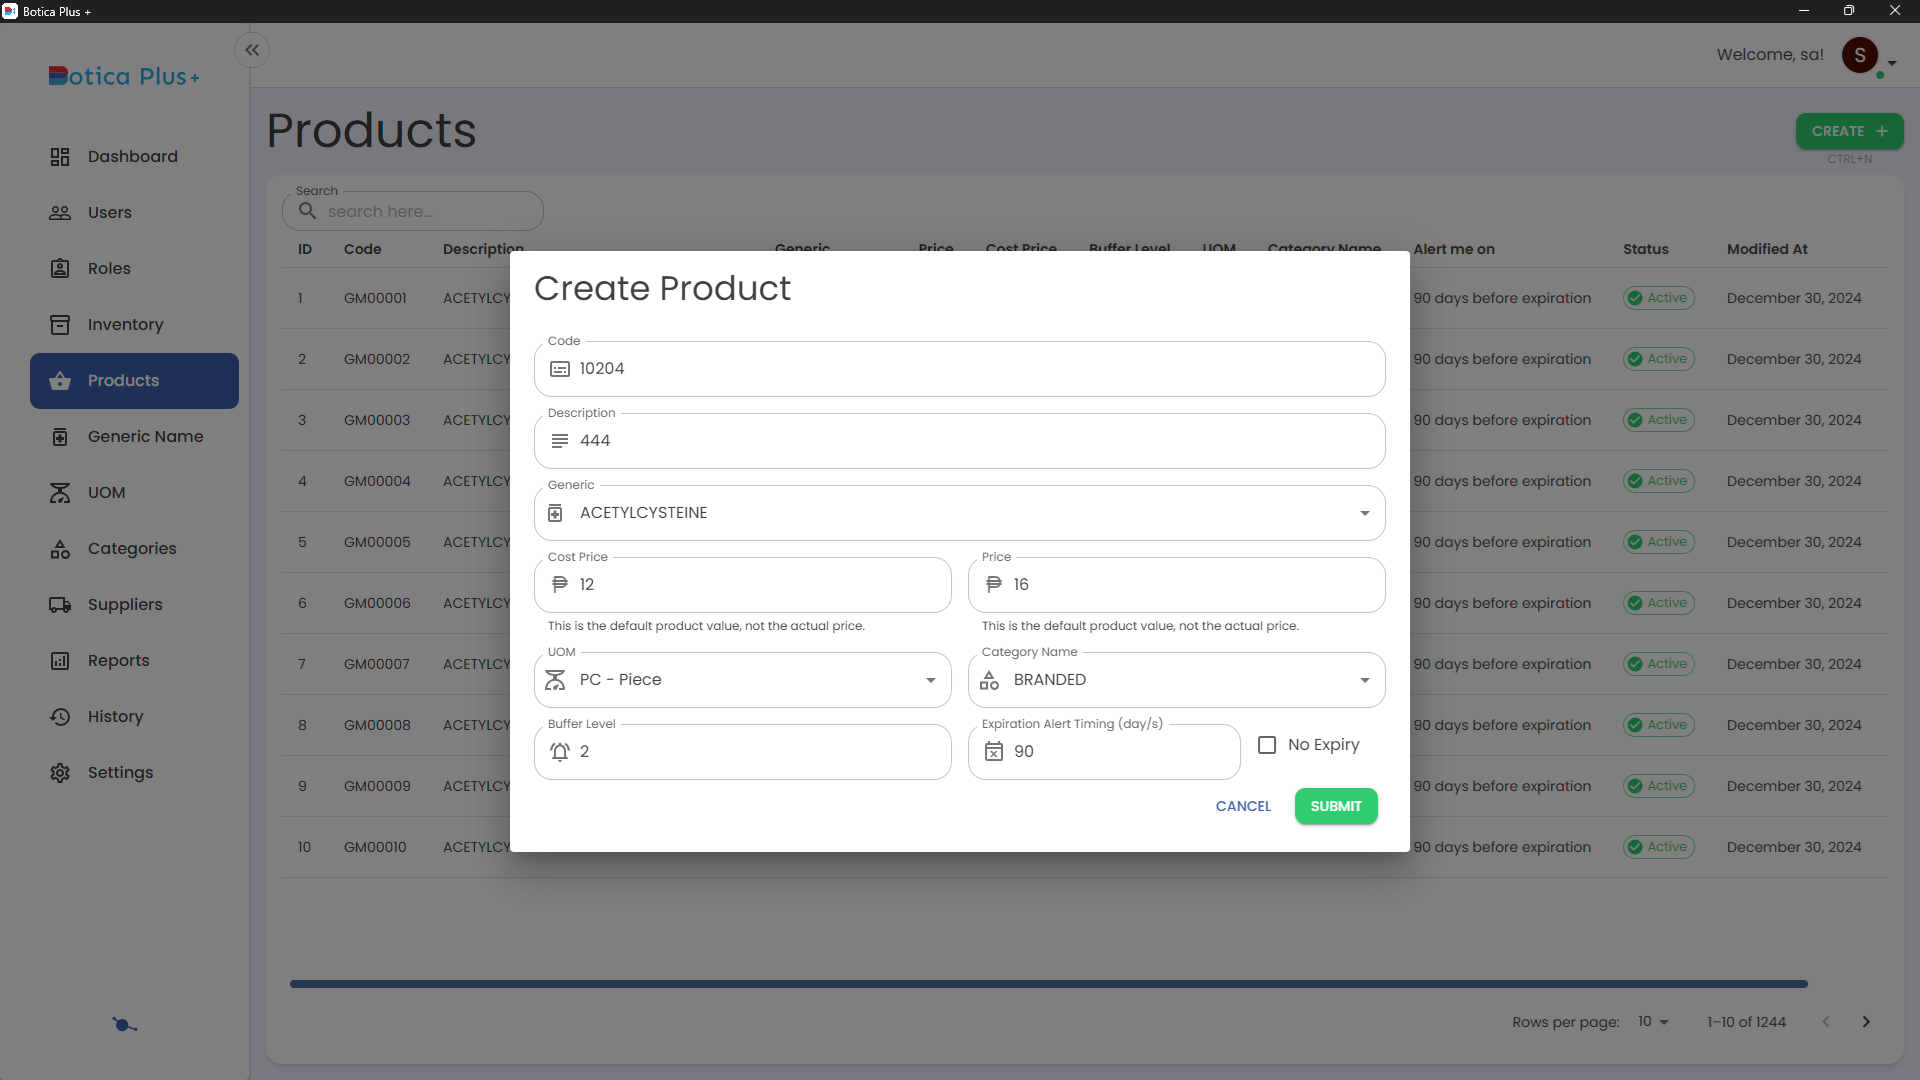 Botica Plus +
Botica Plus+
Welcome, sa!
S
Dashboard
Users
Roles
Inventory
Products
Generic Name
UOM
Categories
Suppliers
Reports
History
Settings
Products
CREATE +
CTRL+N
Search
search here...
ID Code Description Generic Price Cost Price Buffer Level UOM Category Name Alert me on Status Modified At
1 GM00001 ACETYLCY 90 days before expiration Active December 30, 2024
2 GM00002 ACETYLCY 90 days before expiration Active December 30, 2024
3 GM00003 ACETYLCY 90 days before expiration Active December 30, 2024
4 GM00004 ACETYLCY 90 days before expiration Active December 30, 2024
5 GM00005 ACETYLCY 90 days before expiration Active December 30, 2024
6 GM00006 ACETYLCY 90 days before expiration Active December 30, 2024
7 GM00007 ACETYLCY 90 days before expiration Active December 30, 2024
8 GM00008 ACETYLCY 90 days before expiration Active December 30, 2024
9 GM00009 ACETYLCY 90 days before expiration Active December 30, 2024
10 GM00010 ACETYLCY 90 days before expiration Active December 30, 2024
Create Product
Code
10204
Description
444
Generic
ACETYLCYSTEINE
Cost Price
₱ 12
This is the default product value, not the actual price.
Price
₱ 16
This is the default product value, not the actual price.
UOM
PC - Piece
Category Name
BRANDED
Buffer Level
2
Expiration Alert Timing (day/s)
90
No Expiry
CANCEL
SUBMIT
Rows per page: 10 1–10 of 1244